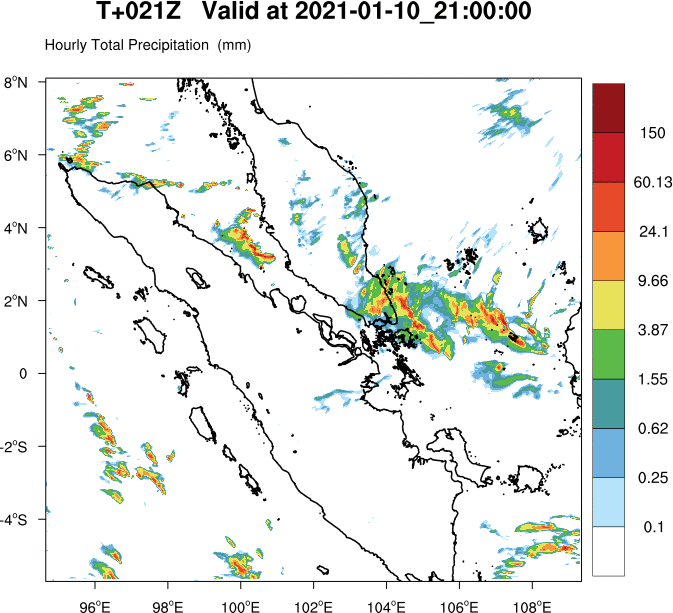 T+021Z Valid at 2021-01-10_21:00:00
Hourly Total Precipitation (mm)
8°N
6°N
4°N
2°N
0
-2°S
-4°S
96°E 98°E 100°E 102°E 104°E 106°E 108°E
150
60.13
24.1
9.66
3.87
1.55
0.62
0.25
0.1